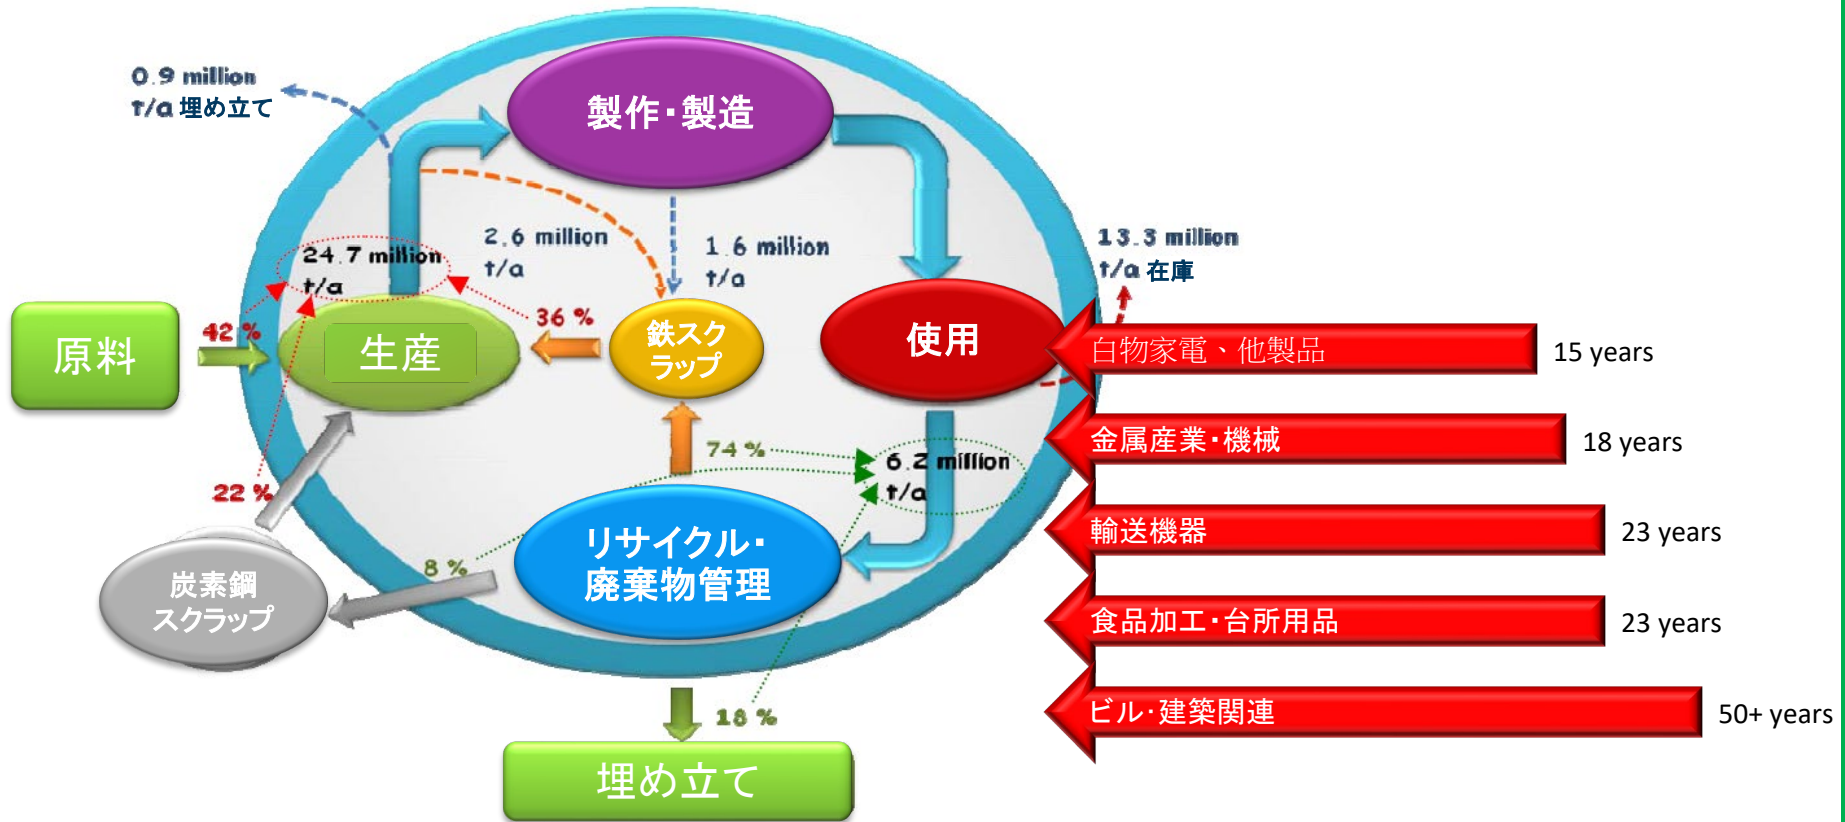 0.9 million
t/a 埋め立て
製作・製造
24.7 million
t/a
2.6 million
t/a
1.6 million
t/a
13.3 million
t/a 在庫
原料
42 %
生産
36 %
鉄スク
ラップ
使用
白物家電、他製品
15 years
金属産業・機械
18 years
74 %
6.2 million
t/a
22 %
輸送機器
23 years
リサイクル・
廃棄物管理
8 %
炭素鋼
スクラップ
食品加工・台所用品
23 years
ビル・建築関連
50+ years
18 %
埋め立て